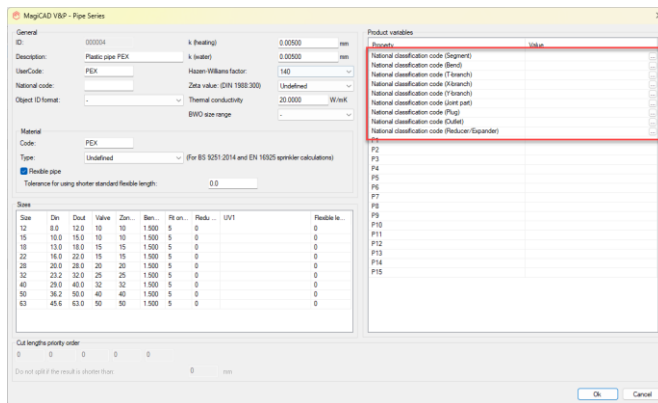 MagiCAD V&P - Pipe Series
General
ID: 000004 k (heating) 0.00500 mm
Description: Plastic pipe PEX k (water) 0.00500 mm
UserCode: PEX Hazen-Williams factor: 140
National code: Zeta value: (DIN 1988:300) Undefined
Object ID format: - Thermal conductivity 20.0000 W/mK
BWO size range -
Material
Code: PEX
Type: Undefined (For BS 9251:2014 and EN 16925 sprinkler calculations)
Flexible pipe
Tolerance for using shorter standard flexible length: 0.0
Sizes
Size Din Dout Valve Zon... Ben... Fit on... Redu... UV1 Flexible le...
12 8.0 12.0 10 10 1.500 5 0 0
15 10.0 15.0 10 10 1.500 5 0 0
18 13.0 18.0 15 15 1.500 5 0 0
22 16.0 22.0 15 15 1.500 5 0 0
28 20.0 28.0 20 20 1.500 5 0 0
32 23.2 32.0 25 25 1.500 5 0 0
40 29.0 40.0 32 32 1.500 5 0 0
50 36.2 50.0 40 40 1.500 5 0 0
63 45.6 63.0 50 50 1.500 5 0 0
Cut lengths priority order
0 0 0 0 0
Do not split if the result is shorter than 0 mm
Product variables
Property Value
National classification code (Segment)
National classification code (Bend)
National classification code (T-branch)
National classification code (X-branch)
National classification code (Y-branch)
National classification code (Joint part)
National classification code (Plug)
National classification code (Outlet)
National classification code (Reducer/Expander)
P1
P2
P3
P4
P5
P6
P7
P8
P9
P10
P11
P12
P13
P14
P15
Ok Cancel